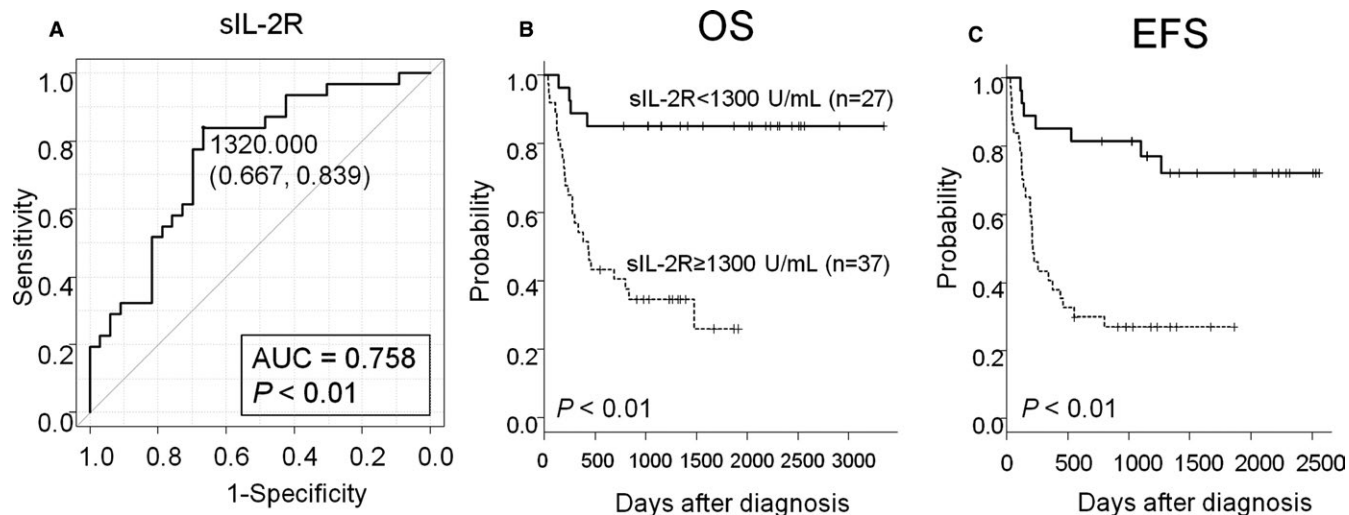 A
sIL-2R
Sensitivity
1.0
0.8
0.6
0.4
0.2
0.0
1320.000
(0.667, 0.839)
AUC = 0.758
P < 0.01
1.0 0.8 0.6 0.4 0.2 0.0
1-Specificity
B
OS
Probability
1.0
0.8
0.6
0.4
0.2
0.0
sIL-2R<1300 U/mL (n=27)
sIL-2R≥1300 U/mL (n=37)
P < 0.01
0 500 1000 1500 2000 2500 3000
Days after diagnosis
C
EFS
Probability
1.0
0.8
0.6
0.4
0.2
0.0
P < 0.01
0 500 1000 1500 2000 2500
Days after diagnosis